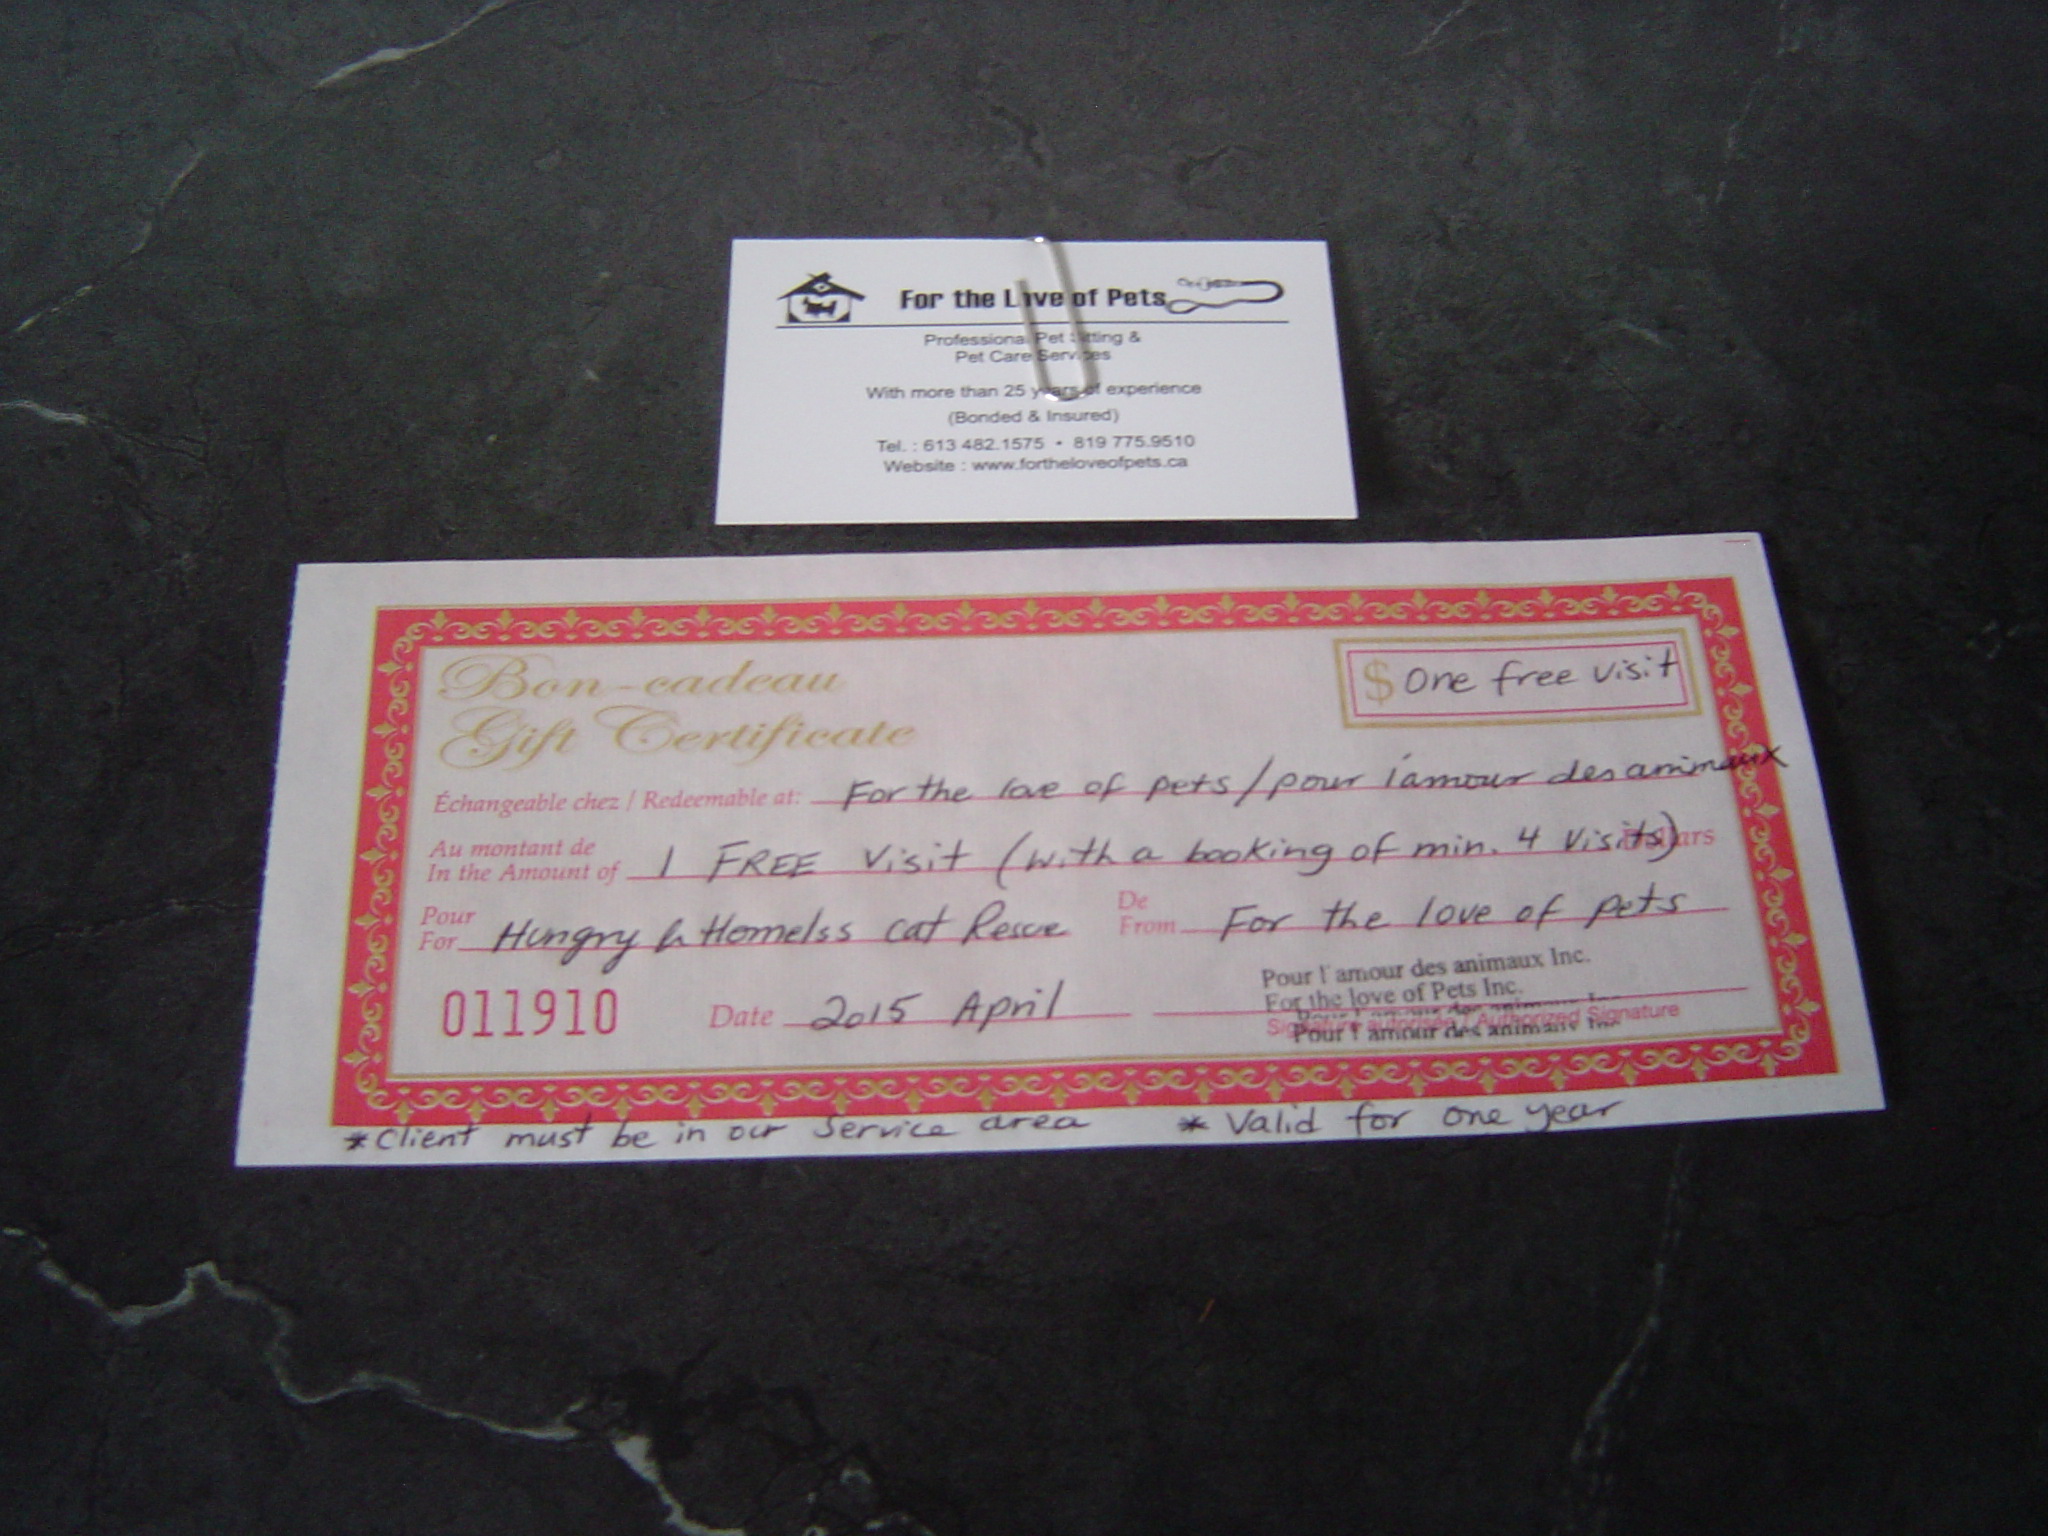 For the Love of Pets
Professional Pet Sitting &
Pet Care Services
With more than 25 years of experience
(Bonded & Insured)
Tel. : 613 482.1575 • 819 775.9510
Website : www.fortheloveofpets.ca
Bon-cadeau
Gift Certificate
$ One free visit
Échangeable chez / Redeemable at: For the love of pets / pour l'amour des animaux
Au montant de
In the Amount of 1 FREE Visit (with a booking of min. 4 Visits) Dollars
Pour
For Hungry & Homelss cat Rescue
De
From For the love of pets
011910
Date 2015 April
Pour l'amour des animaux Inc.
For the love of Pets Inc.
Authorized Signature
Pour l'amour des animaux Inc.
*Client must be in our Service area * Valid for one year